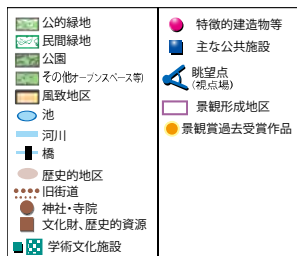 公的緑地
民間緑地
公園
その他オープンスペース等)
風致地区
池
河川
橋
歴史的地区
旧街道
神社・寺院
文化財、歴史的資源
学術文化施設
特徴的建造物等
主な公共施設
眺望点
(視点場)
景観形成地区
景観賞過去受賞作品